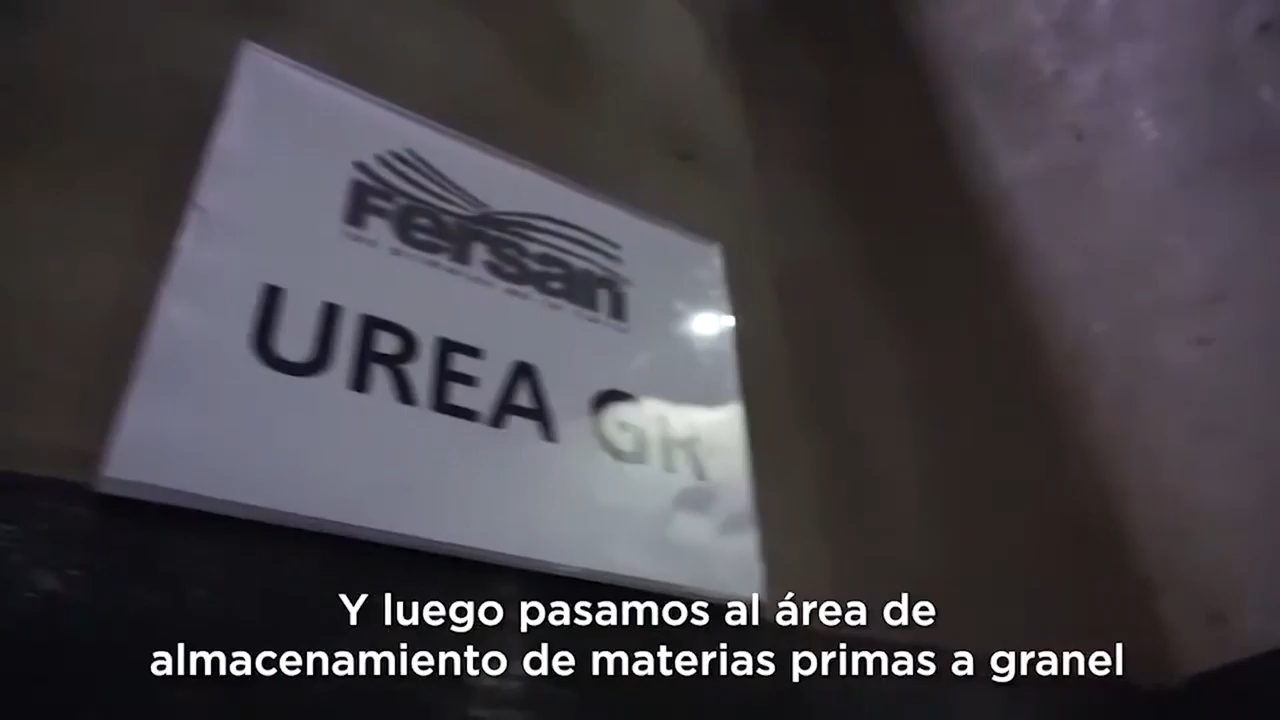 Fersan
UREA GR
Y luego pasamos al área de
almacenamiento de materias primas a granel